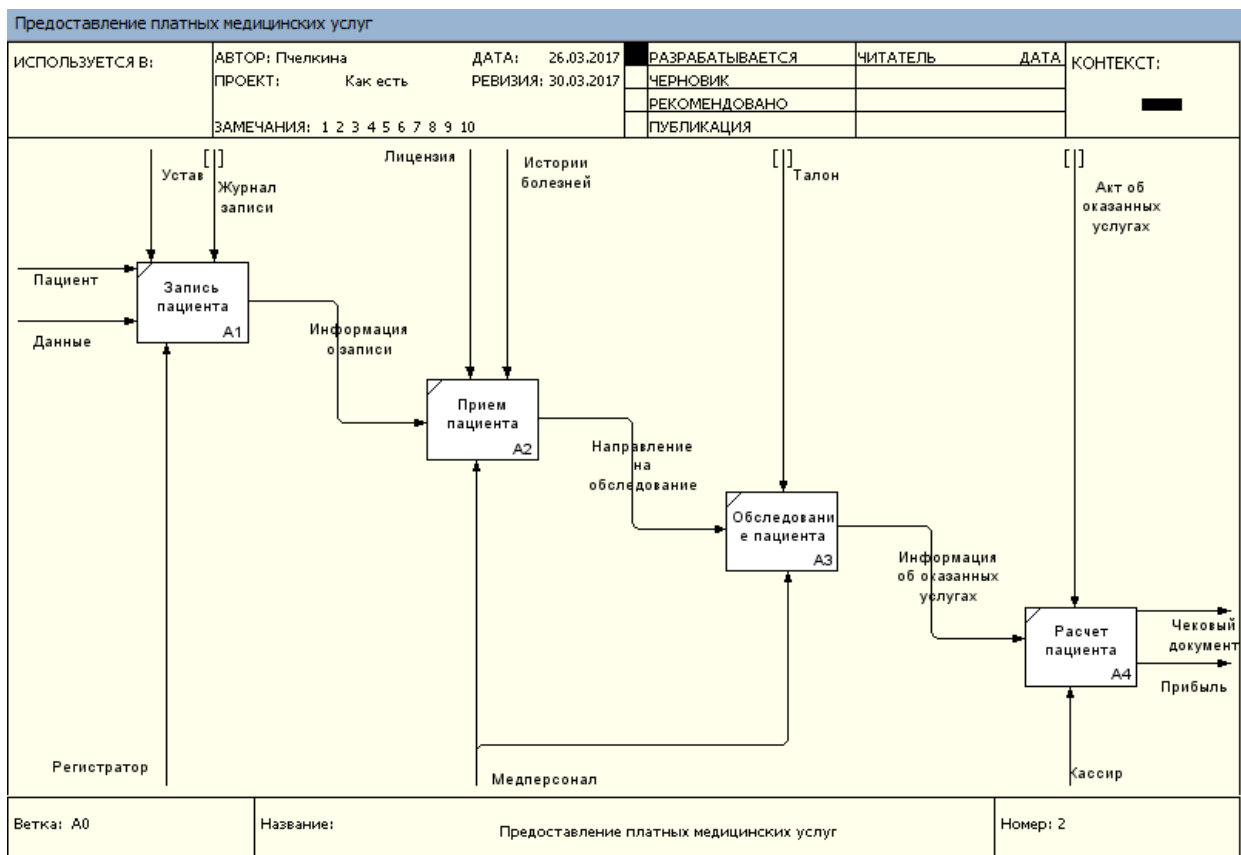 Предоставление платных медицинских услуг
ИСПОЛЬЗУЕТСЯ В:
АВТОР: Пчелкина
ДАТА: 26.03.2017
ПРОЕКТ: Как есть
РЕВИЗИЯ: 30.03.2017
ЗАМЕЧАНИЯ: 1 2 3 4 5 6 7 8 9 10
РАЗРАБАТЫВАЕТСЯ
ЧЕРНОВИК
РЕКОМЕНДОВАНО
ПУБЛИКАЦИЯ
ЧИТАТЕЛЬ
ДАТА
КОНТЕКСТ:
Устав
Журнал
записи
Лицензия
Истории
болезней
Талон
Акт об
оказанных
услугах
Пациент
Данные
Запись
пациента
A1
Информация
о записи
Прием
пациента
A2
Направление
на
обследование
Обследовани
е пациента
A3
Информация
об оказанных
услугах
Расчет
пациента
A4
Чековый
документ
Прибыль
Регистратор
Медперсонал
Кассир
Ветка: A0
Название:
Предоставление платных медицинских услуг
Номер: 2